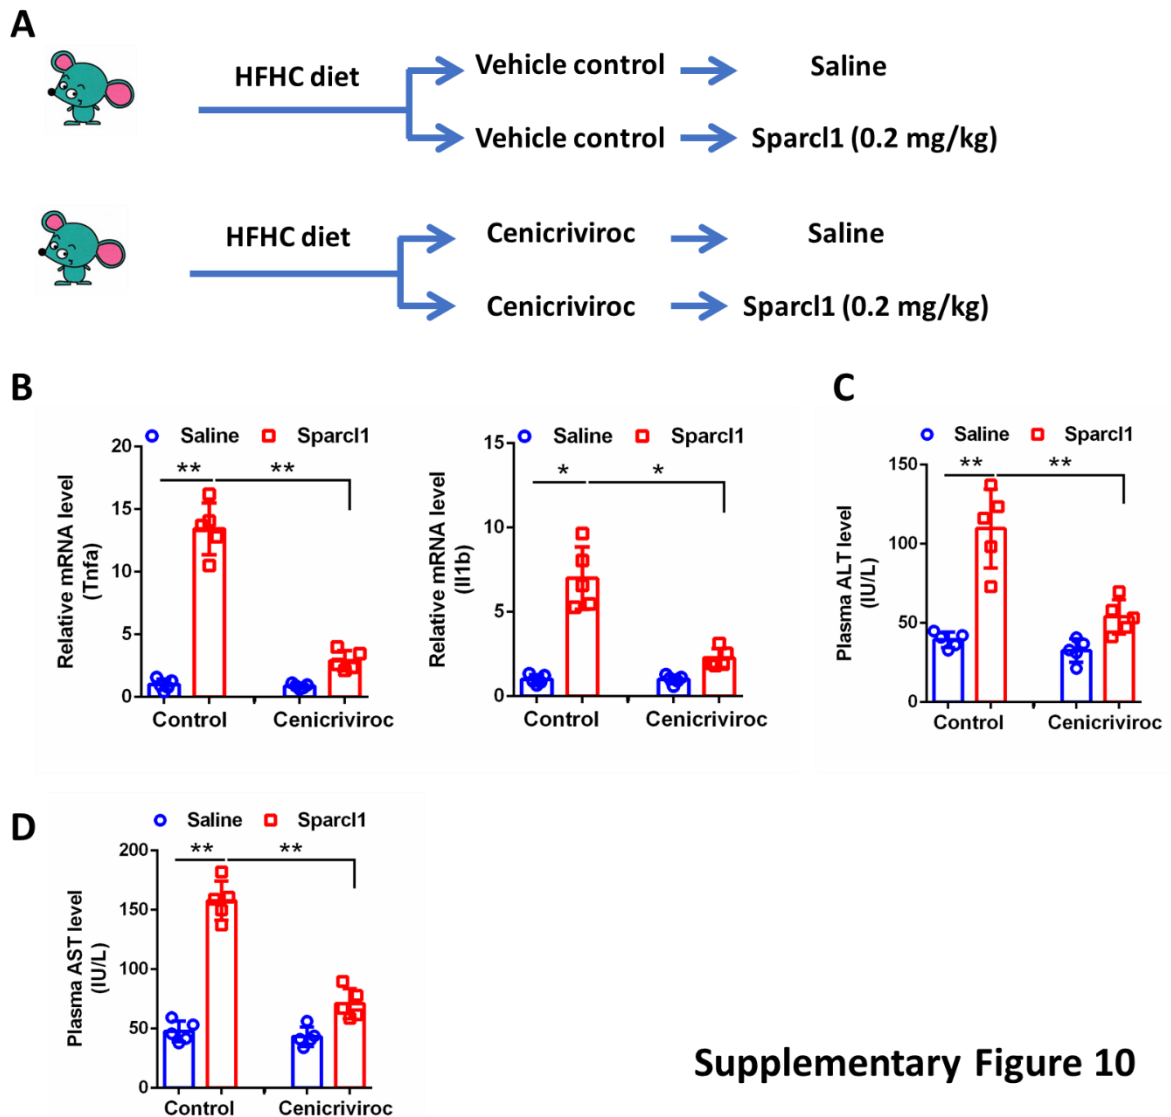 A
HFHC diet
Vehicle control
Saline
Vehicle control
Sparcl1 (0.2 mg/kg)
HFHC diet
Cenicriviroc
Saline
Cenicriviroc
Sparcl1 (0.2 mg/kg)
B
Saline Sparcl1
Relative mRNA level
(Tnfa)
20
15
10
5
0
** **
Control Cenicriviroc
Saline Sparcl1
Relative mRNA level
(Il1b)
15
10
5
0
* *
Control Cenicriviroc
C
Saline Sparcl1
Plasma ALT level
(IU/L)
150
100
50
0
** **
Control Cenicriviroc
D
Saline Sparcl1
Plasma AST level
(IU/L)
200
150
100
50
0
** **
Control Cenicriviroc
Supplementary Figure 10